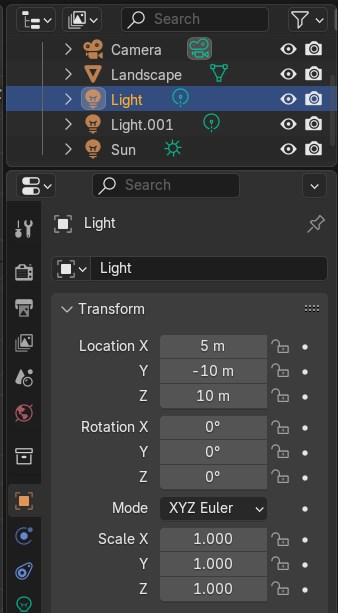 Search
Camera
Landscape
Light
Light.001
Sun
Search
Light
Light
Transform
Location X 5 m
Y -10 m
Z 10 m
Rotation X 0°
Y 0°
Z 0°
Mode XYZ Euler
Scale X 1.000
Y 1.000
Z 1.000